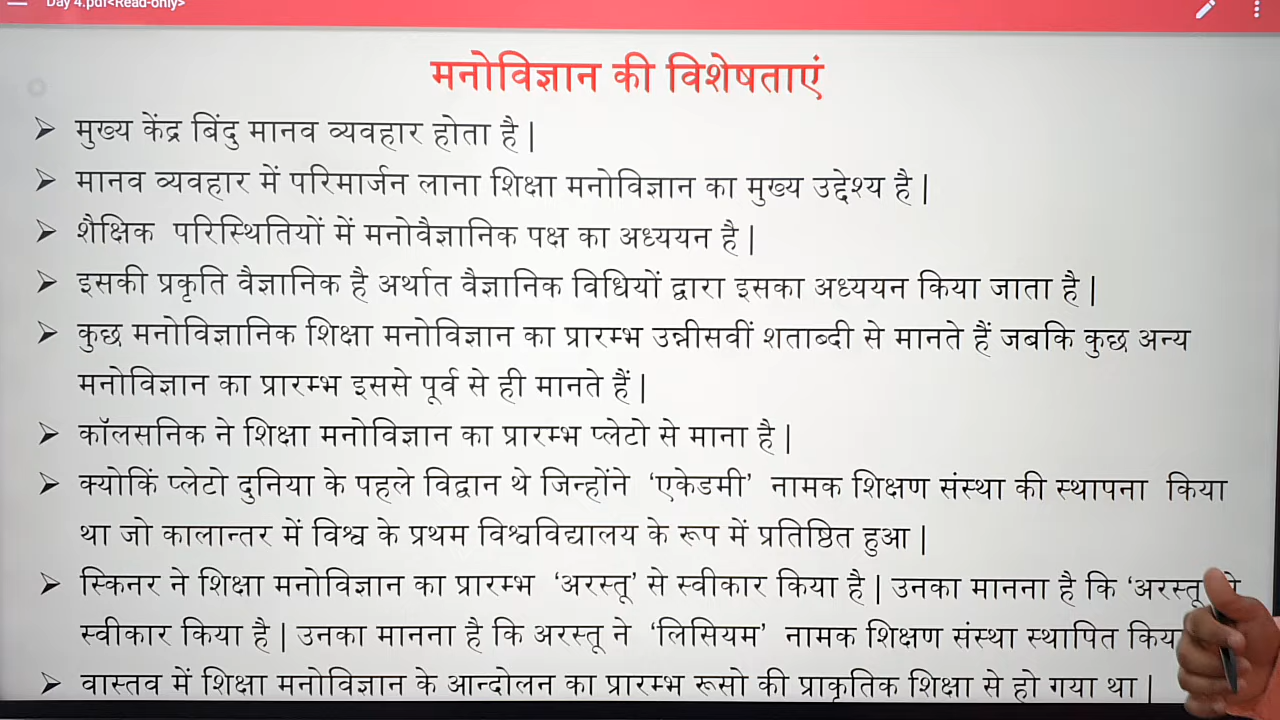 Day 4.pdf<Read-only>
मनोविज्ञान की विशेषताएं
➢ मुख्य केंद्र बिंदु मानव व्यवहार होता है |
➢ मानव व्यवहार में परिमार्जन लाना शिक्षा मनोविज्ञान का मुख्य उद्देश्य है |
➢ शैक्षिक परिस्थितियों में मनोवैज्ञानिक पक्ष का अध्ययन है |
➢ इसकी प्रकृति वैज्ञानिक है अर्थात वैज्ञानिक विधियों द्वारा इसका अध्ययन किया जाता है |
➢ कुछ मनोविज्ञानिक शिक्षा मनोविज्ञान का प्रारम्भ उन्नीसवीं शताब्दी से मानते हैं जबकि कुछ अन्य
मनोविज्ञान का प्रारम्भ इससे पूर्व से ही मानते हैं |
➢ कॉलसनिक ने शिक्षा मनोविज्ञान का प्रारम्भ प्लेटो से माना है |
➢ क्योकिं प्लेटो दुनिया के पहले विद्वान थे जिन्होंने ‘एकेडमी’ नामक शिक्षण संस्था की स्थापना किया
था जो कालान्तर में विश्व के प्रथम विश्वविद्यालय के रूप में प्रतिष्ठित हुआ |
➢ स्किनर ने शिक्षा मनोविज्ञान का प्रारम्भ ‘अरस्तू’ से स्वीकार किया है | उनका मानना है कि ‘अरस्तू
स्वीकार किया है | उनका मानना है कि अरस्तू ने ‘लिसियम’ नामक शिक्षण संस्था स्थापित किय
➢ वास्तव में शिक्षा मनोविज्ञान के आन्दोलन का प्रारम्भ रूसो की प्राकृतिक शिक्षा से हो गया था |